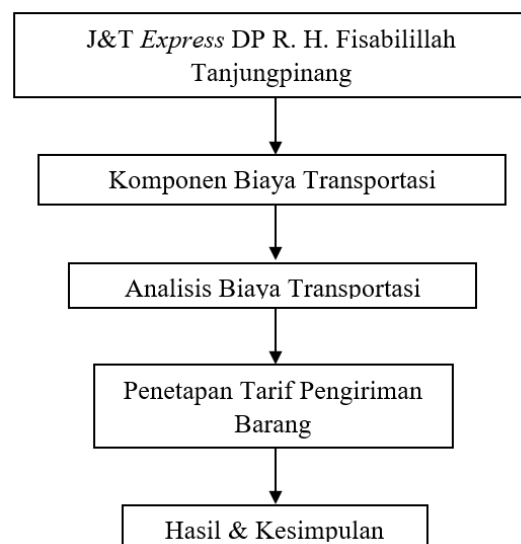 J&T Express DP R. H. Fisabilillah
Tanjungpinang
Komponen Biaya Transportasi
Analisis Biaya Transportasi
Penetapan Tarif Pengiriman
Barang
Hasil & Kesimpulan